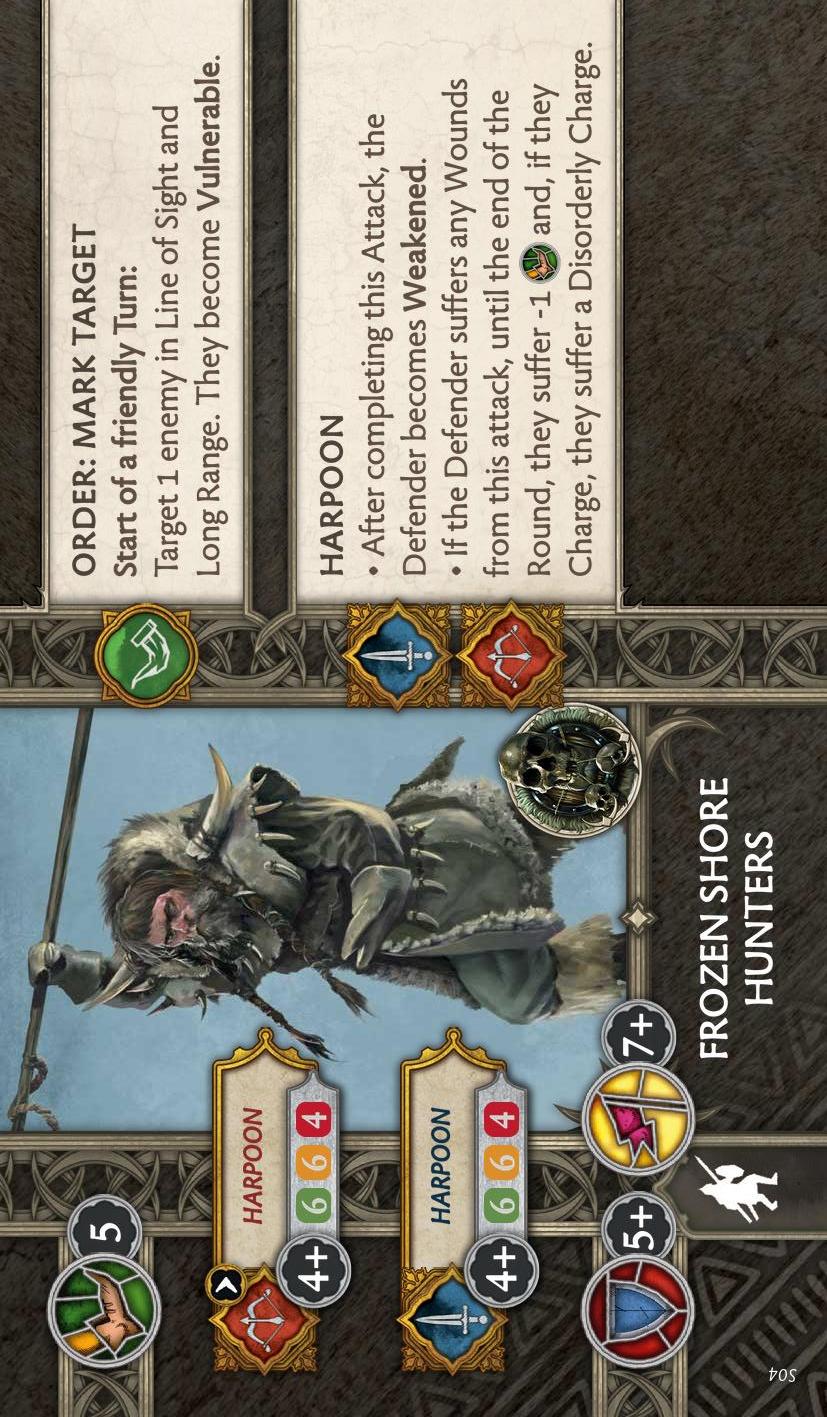 5
HARPOON
4+
6 6 4
HARPOON
4+
6 6 4
5+
7+
FROZEN SHORE
HUNTERS
S04
ORDER: MARK TARGET
Start of a friendly Turn:
Target 1 enemy in Line of Sight and
Long Range. They become Vulnerable.
HARPOON
• After completing this Attack, the
Defender becomes Weakened.
• If the Defender suffers any Wounds
from this attack, until the end of the
Round, they suffer -1 and, if they
Charge, they suffer a Disorderly Charge.